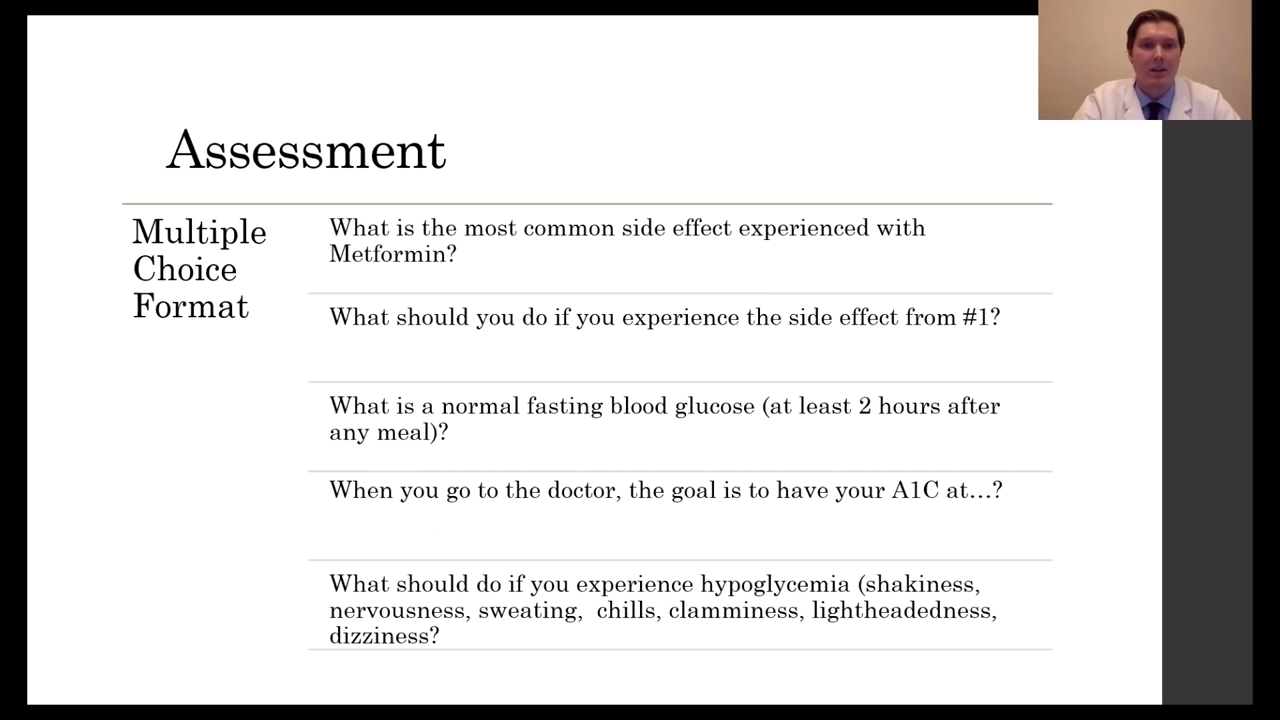 Assessment
Multiple
Choice
Format
What is the most common side effect experienced with
Metformin?
What should you do if you experience the side effect from #1?
What is a normal fasting blood glucose (at least 2 hours after
any meal)?
When you go to the doctor, the goal is to have your A1C at…?
What should do if you experience hypoglycemia (shakiness,
nervousness, sweating,  chills, clamminess, lightheadedness,
dizziness?